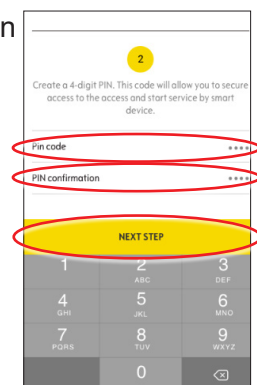 n
2
Create a 4-digit PIN. This code will allow you to secure
access to the access and start service by smart
device.
Pin code ••••
PIN confirmation ••••
NEXT STEP
1 2 3
ABC DEF
4 5 6
GHI JKL MNO
7 8 9
PQRS TUV WXYZ
0